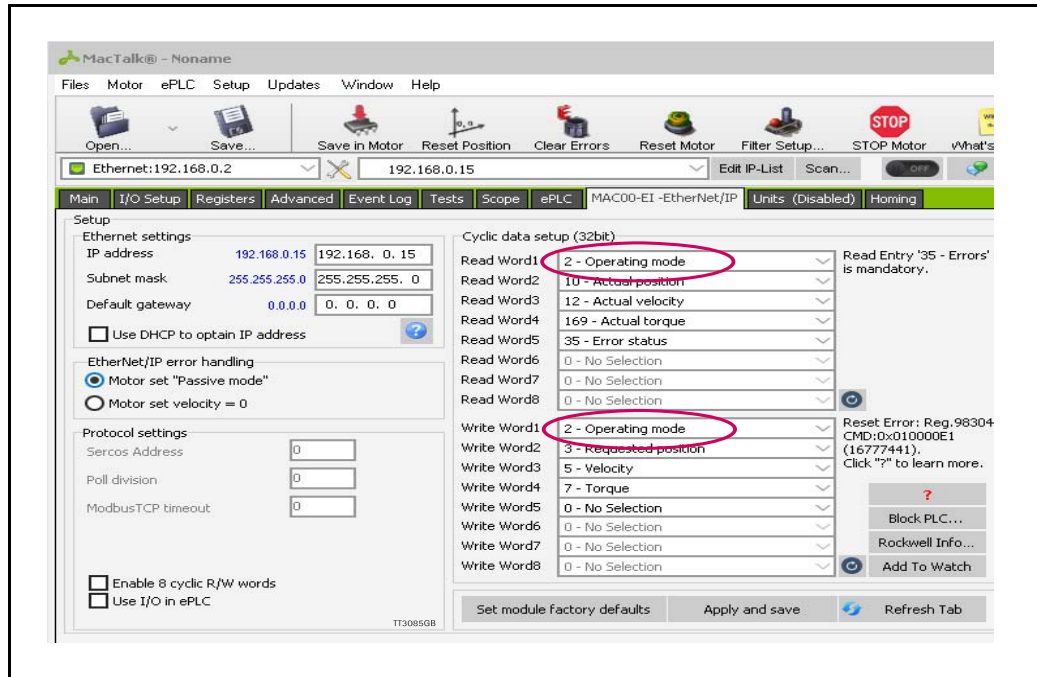 MacTalk® - Noname
Files Motor ePLC Setup Updates Window Help
Open... Save... Save in Motor Reset Position Clear Errors Reset Motor Filter Setup... STOP Motor What's
STOP
Ethernet:192.168.0.2 192.168.0.15 Edit IP-List Scan... OFF
Main I/O Setup Registers Advanced Event Log Tests Scope ePLC MAC00-EI -EtherNet/IP Units (Disabled) Homing
Setup
Ethernet settings
IP address 192.168.0.15 192.168. 0. 15
Subnet mask 255.255.255.0 255.255.255. 0
Default gateway 0.0.0.0 0. 0. 0. 0
Use DHCP to optain IP address
EtherNet/IP error handling
Motor set "Passive mode"
Motor set velocity = 0
Protocol settings
Sercos Address 0
Poll division 0
ModbusTCP timeout 0
Enable 8 cyclic R/W words
Use I/O in ePLC
TT3085GB
Cyclic data setup (32bit)
Read Word1 2 - Operating mode
Read Word2 10 - Actual position
Read Word3 12 - Actual velocity
Read Word4 169 - Actual torque
Read Word5 35 - Error status
Read Word6 0 - No Selection
Read Word7 0 - No Selection
Read Word8 0 - No Selection
Read Entry '35 - Errors'
is mandatory.
Write Word1 2 - Operating mode
Write Word2 3 - Requested position
Write Word3 5 - Velocity
Write Word4 7 - Torque
Write Word5 0 - No Selection
Write Word6 0 - No Selection
Write Word7 0 - No Selection
Write Word8 0 - No Selection
Reset Error: Reg.98304
CMD:0x010000E1
(16777441).
Click "?" to learn more.
?
Block PLC...
Rockwell Info...
Add To Watch
Set module factory defaults Apply and save Refresh Tab